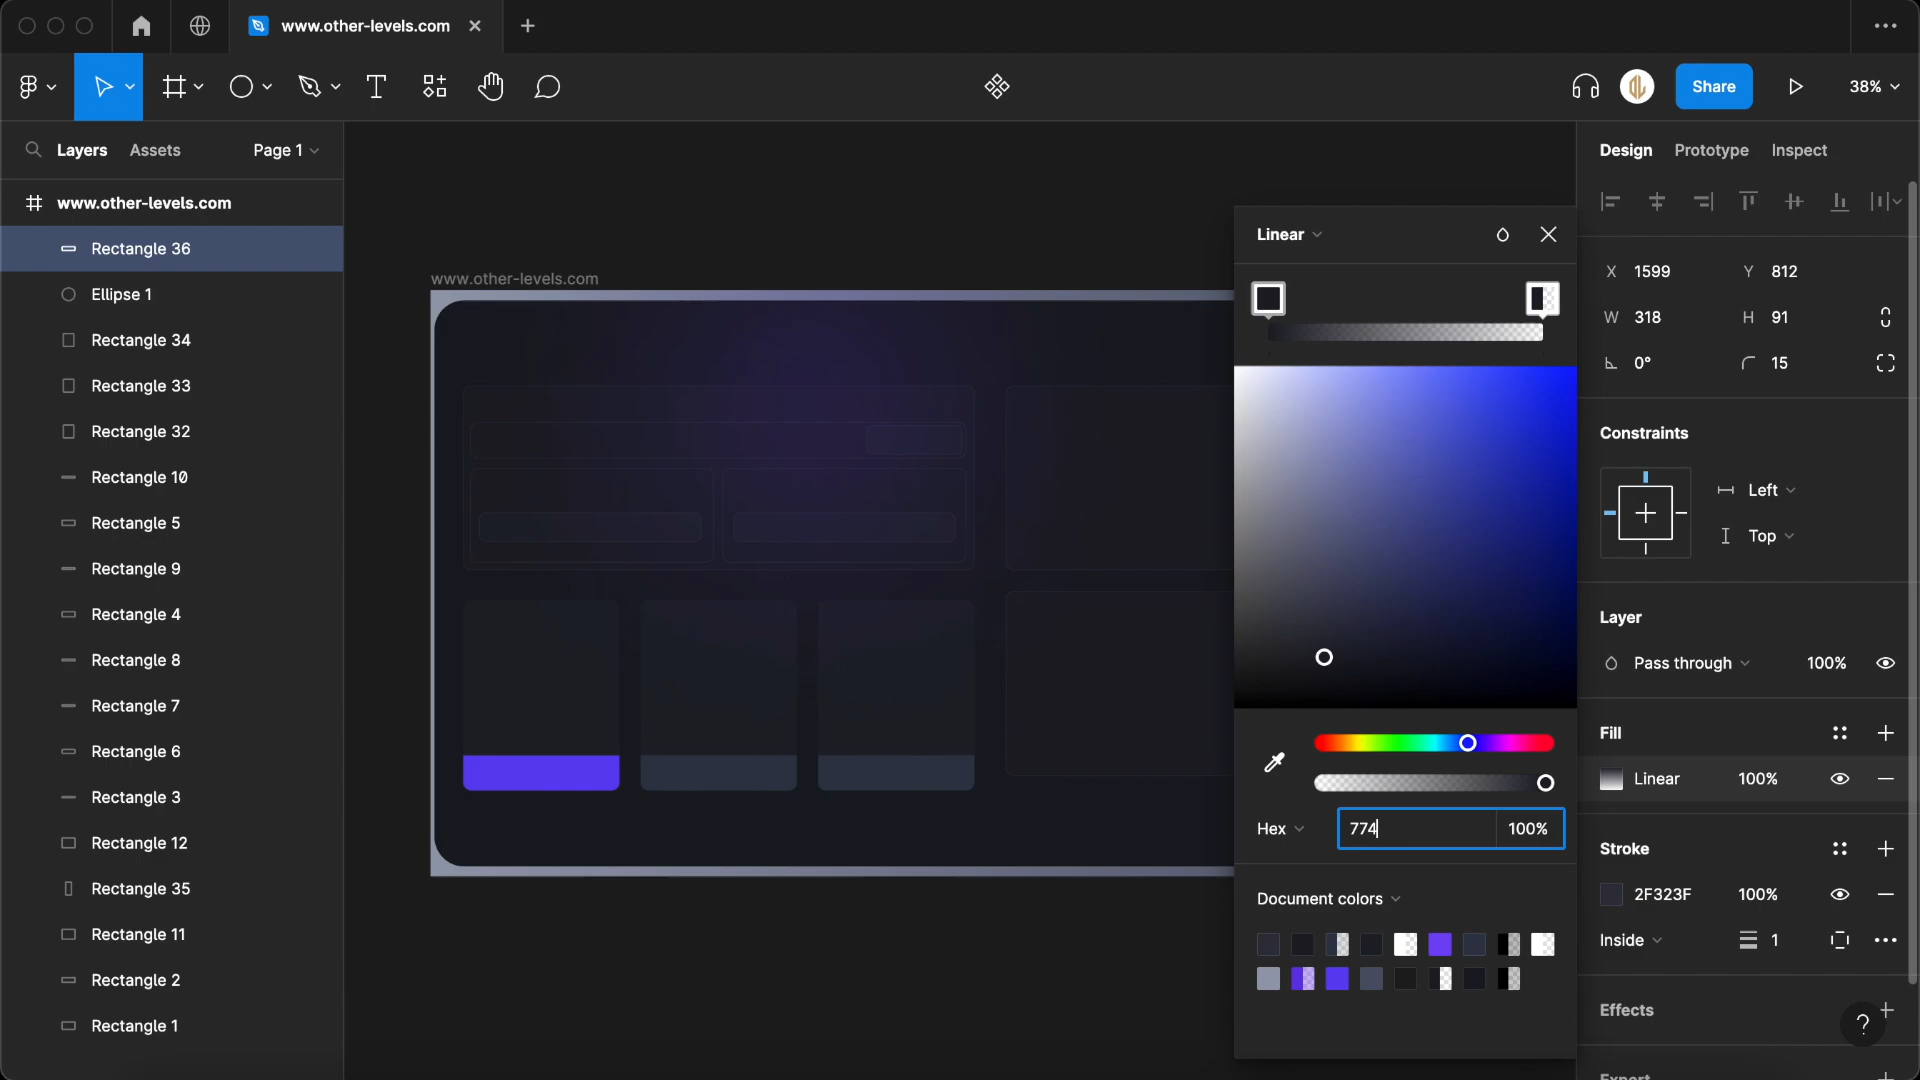 www.other-levels.com
Share
38%
Layers
Assets
Page 1
www.other-levels.com
Rectangle 36
Ellipse 1
Rectangle 34
Rectangle 33
Rectangle 32
Rectangle 10
Rectangle 5
Rectangle 9
Rectangle 4
Rectangle 8
Rectangle 7
Rectangle 6
Rectangle 3
Rectangle 12
Rectangle 35
Rectangle 11
Rectangle 2
Rectangle 1
www.other-levels.com
Linear
Hex
774
100%
Document colors
Design
Prototype
Inspect
X 1599
Y 812
W 318
H 91
0°
15
Constraints
Left
Top
Layer
Pass through
100%
Fill
Linear
100%
Stroke
2F323F
100%
Inside
1
Effects
?
Export